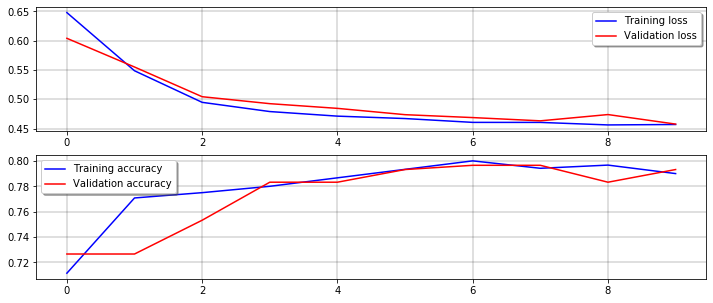 0.65
0.60
0.55
0.50
0.45
Training loss
Validation loss
0 2 4 6 8
0.80
0.78
0.76
0.74
0.72
Training accuracy
Validation accuracy
0 2 4 6 8